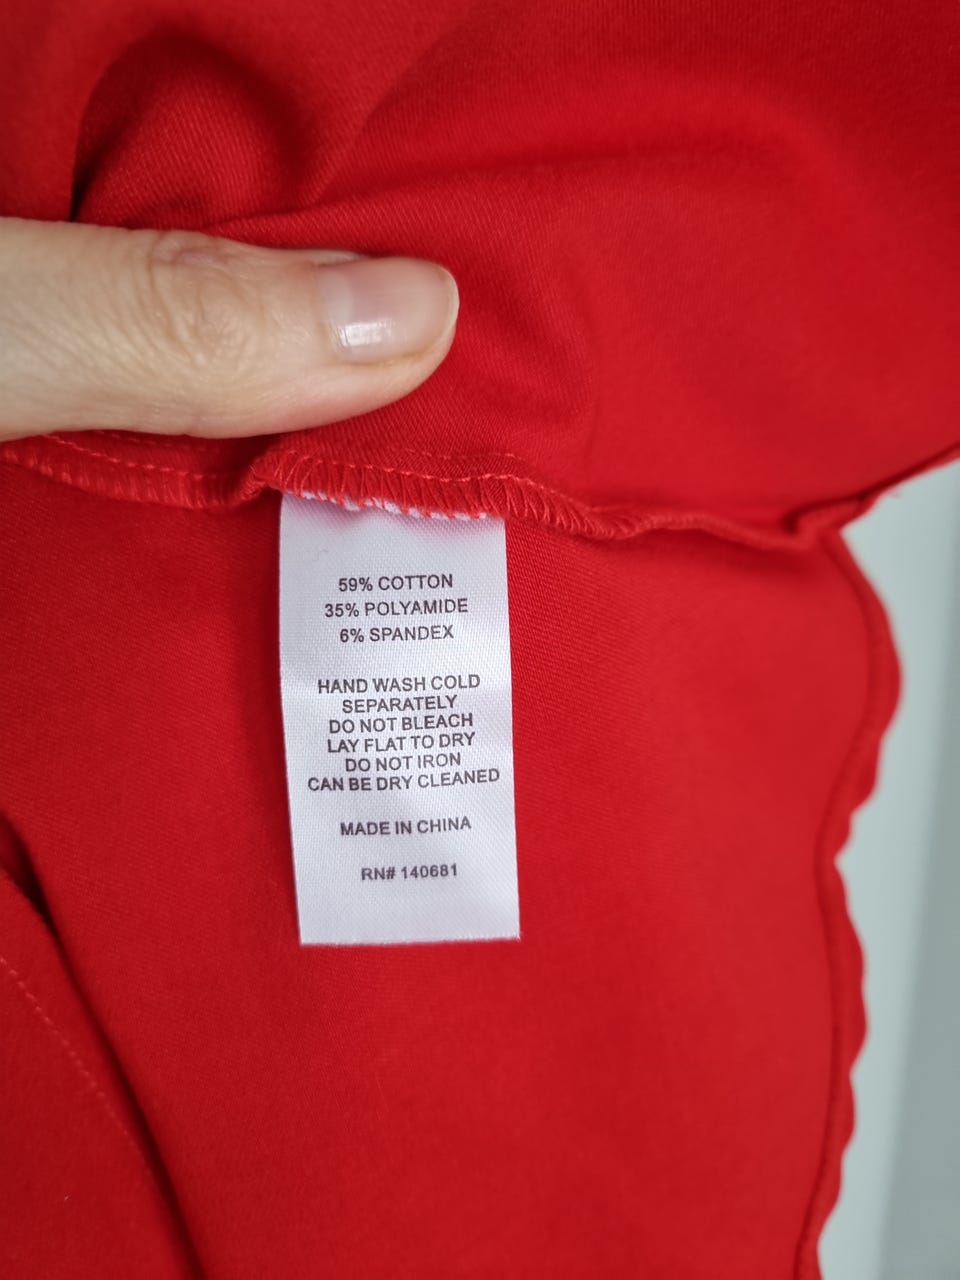 59% COTTON
35% POLYAMIDE
6% SPANDEX
HAND WASH COLD
SEPARATELY
DO NOT BLEACH
LAY FLAT TO DRY
DO NOT IRON
CAN BE DRY CLEANED
MADE IN CHINA
RN# 140681